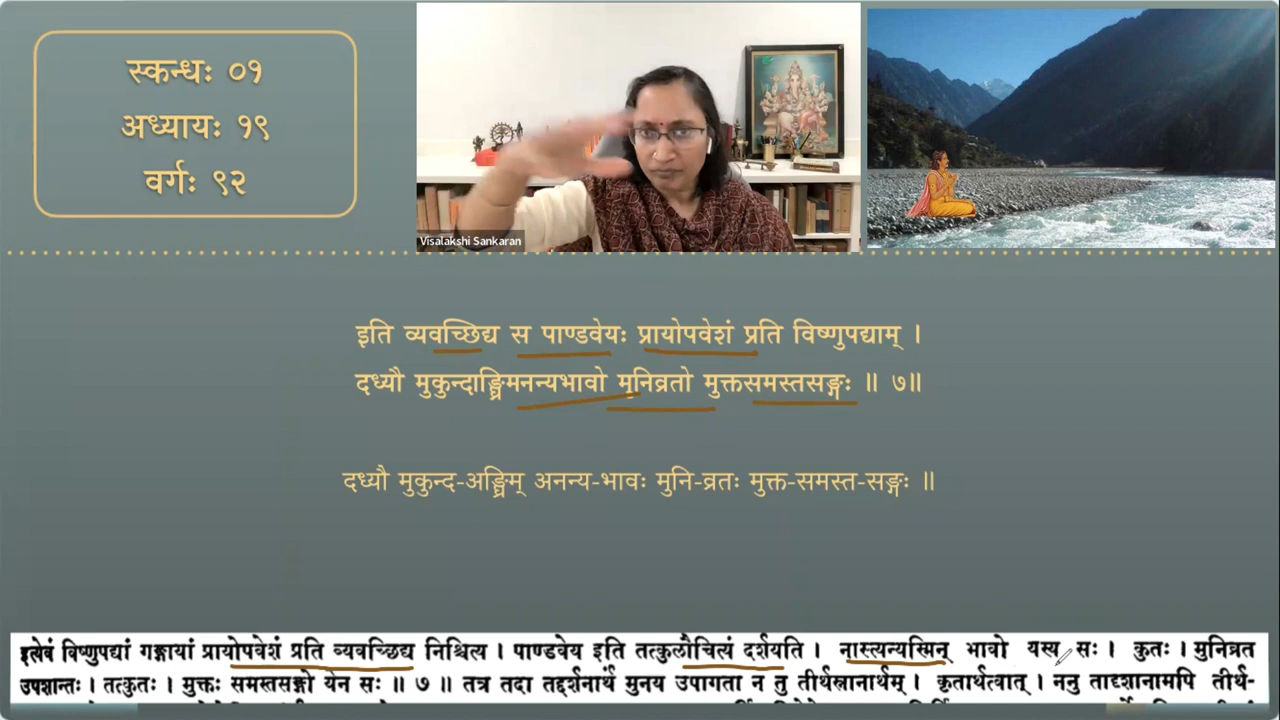 स्कन्धः ०१
अध्यायः १९
वर्गः ९२
Visalakshi Sankaran
इति व्यवच्छिद्य स पाण्डवेयः प्रायोपवेशं प्रति विष्णुपद्याम् ।
दध्यौ मुकुन्दाङ्घ्रिमनन्यभावो मुनिव्रतो मुक्तसमस्तसङ्गः ॥ ७॥
दध्यौ मुकुन्द-अङ्घ्रिम् अनन्य-भावः मुनि-व्रतः मुक्त-समस्त-सङ्गः ॥
इत्येवं विष्णुपद्यां गङ्गायां प्रायोपवेशं प्रति व्यवच्छिद्य निश्चित्य । पाण्डवेय इति तत्कुलौचित्यं दर्शयति । नास्त्यन्यस्मिन् भावो यस्य सः । कुतः । मुनिव्रत
उपशान्तः । तत्कुतः । मुक्तः समस्तसङ्गो येन सः ॥ ७ ॥ तत्र तदा तद्दर्शनार्थं मुनय उपागता न तु तीर्थस्नानार्थम् । कृतार्थत्वात् । ननु तादृशानामपि तीर्थ-